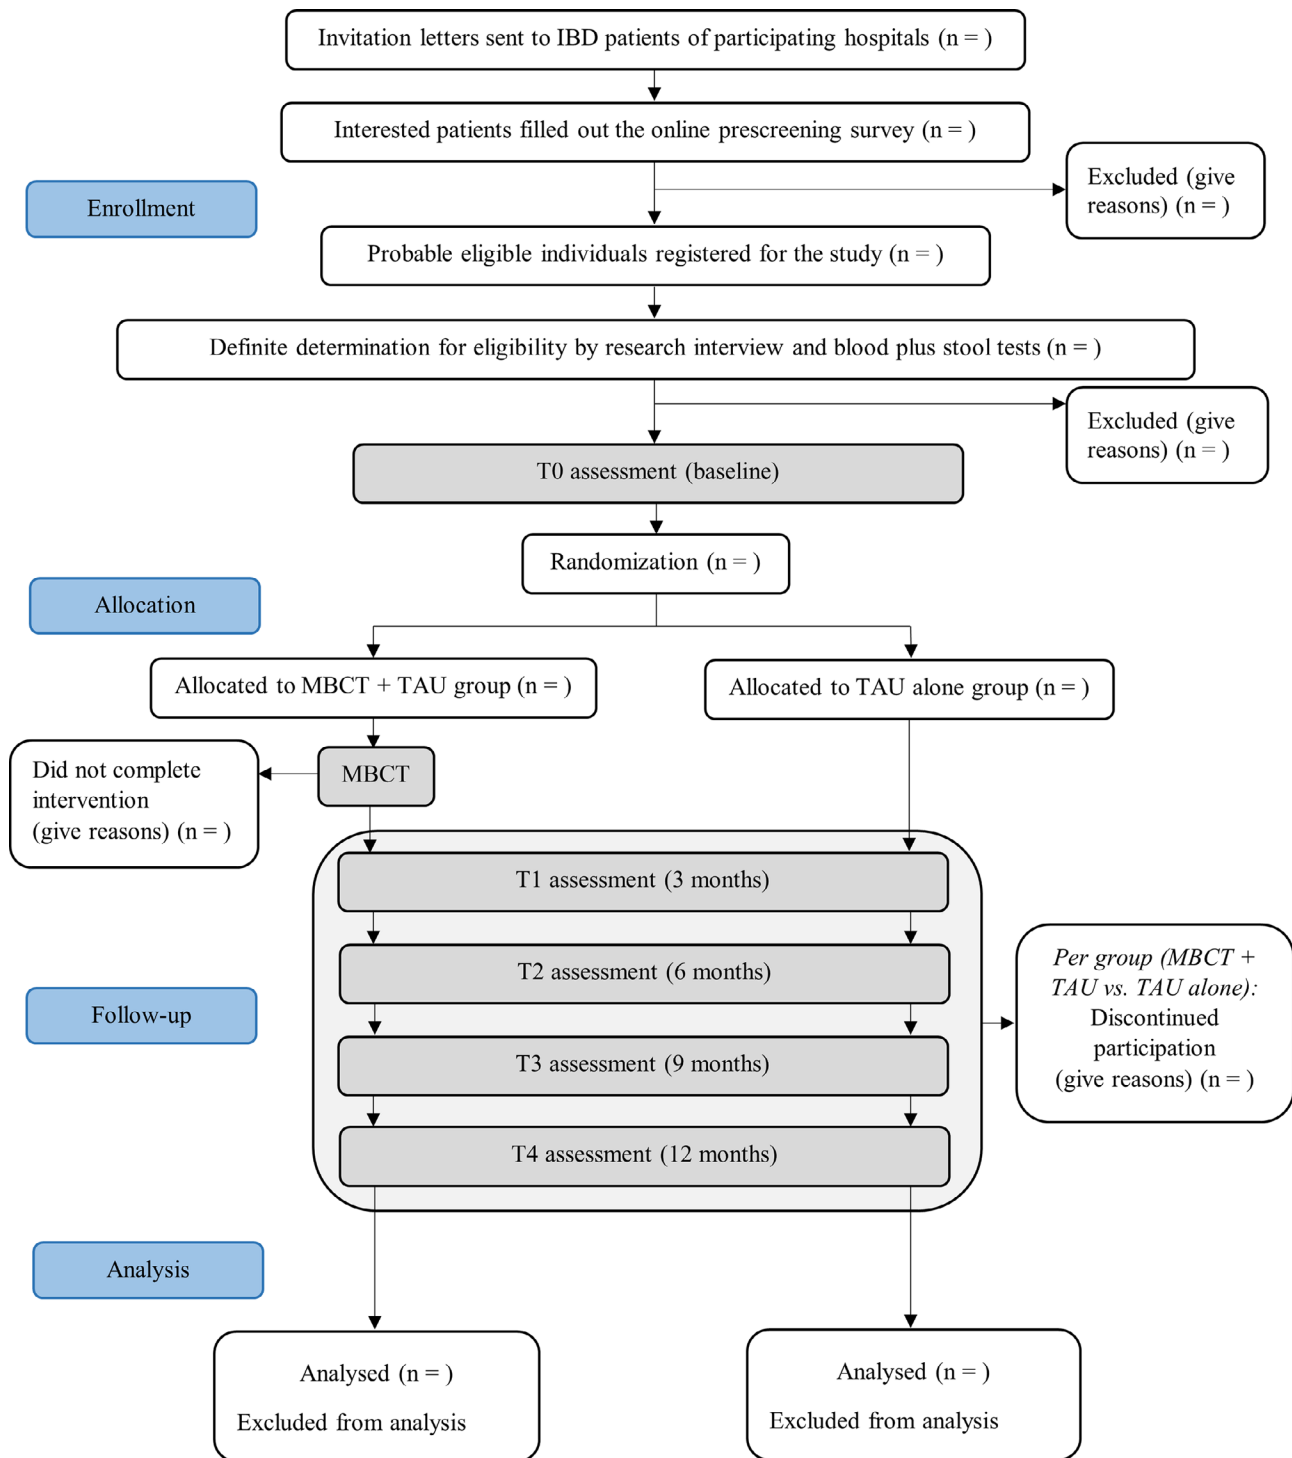 Invitation letters sent to IBD patients of participating hospitals (n = )
Interested patients filled out the online prescreening survey (n = )
Excluded (give
reasons) (n = )
Enrollment
Probable eligible individuals registered for the study (n = )
Definite determination for eligibility by research interview and blood plus stool tests (n = )
Excluded (give
reasons) (n = )
T0 assessment (baseline)
Randomization (n = )
Allocation
Allocated to MBCT + TAU group (n = )
Allocated to TAU alone group (n = )
MBCT
Did not complete
intervention
(give reasons) (n = )
T1 assessment (3 months)
T2 assessment (6 months)
Follow-up
T3 assessment (9 months)
T4 assessment (12 months)
Per group (MBCT +
TAU vs. TAU alone):
Discontinued
participation
(give reasons) (n = )
Analysis
Analysed (n = )
Excluded from analysis
Analysed (n = )
Excluded from analysis